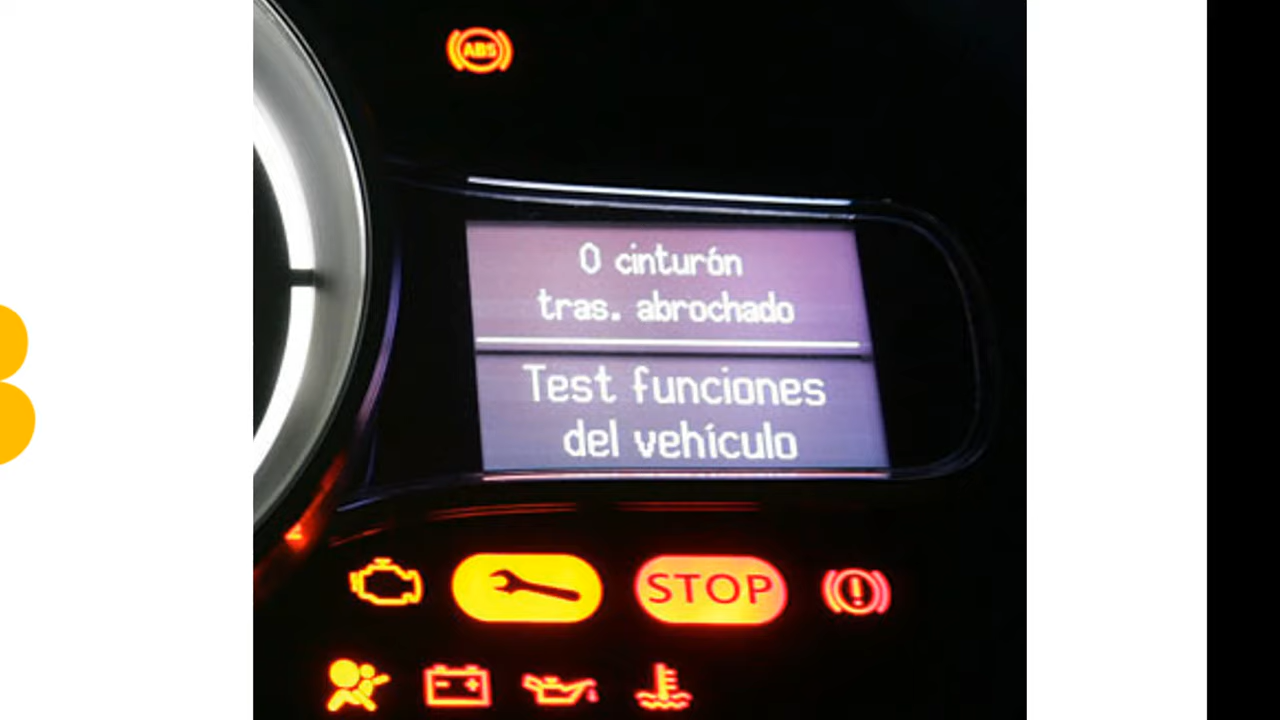 ABS
0 cinturón
tras. abrochado
Test funciones
del vehículo
STOP